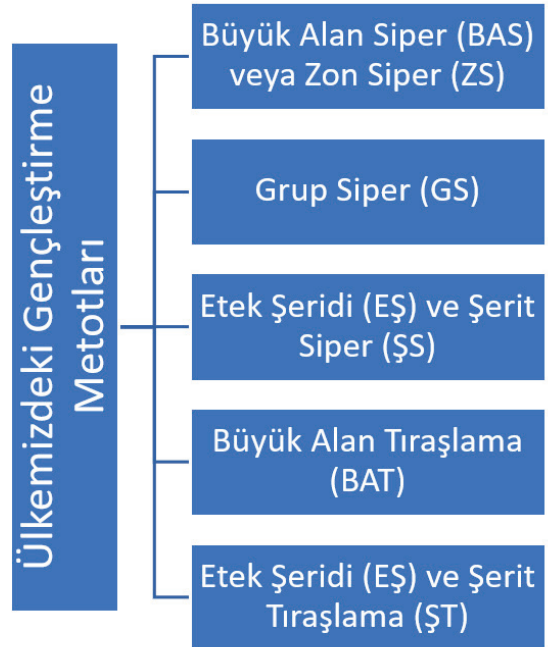 Ülkemizdeki Gençleştirme
Metotları
Büyük Alan Siper (BAS)
veya Zon Siper (ZS)
Grup Siper (GS)
Etek Şeridi (EŞ) ve Şerit
Siper (ŞS)
Büyük Alan Tıraşlama
(BAT)
Etek Şeridi (EŞ) ve Şerit
Tıraşlama (ŞT)